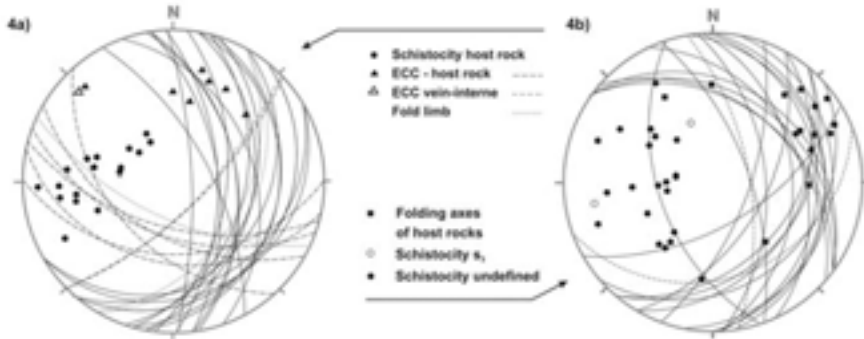 4a)
N
Schistocity host rock
ECC - host rock
ECC vein-interne
Fold limb
4b)
N
Folding axes
of host rocks
Schistocity s₁
Schistocity undefined